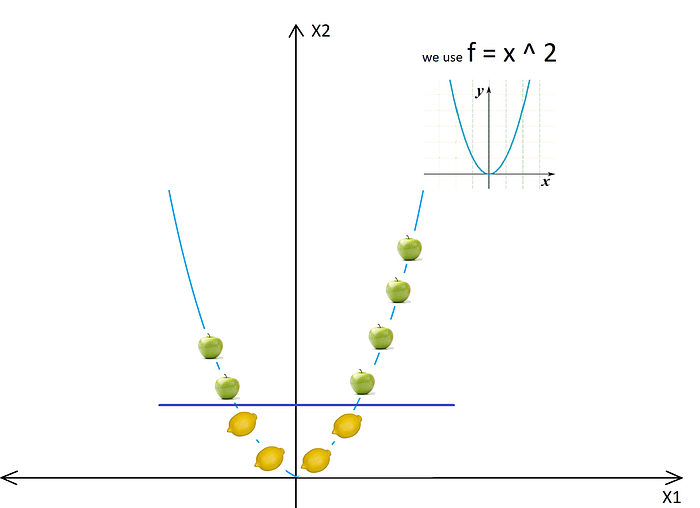 X2
we use f = x ^ 2
y
x
X1